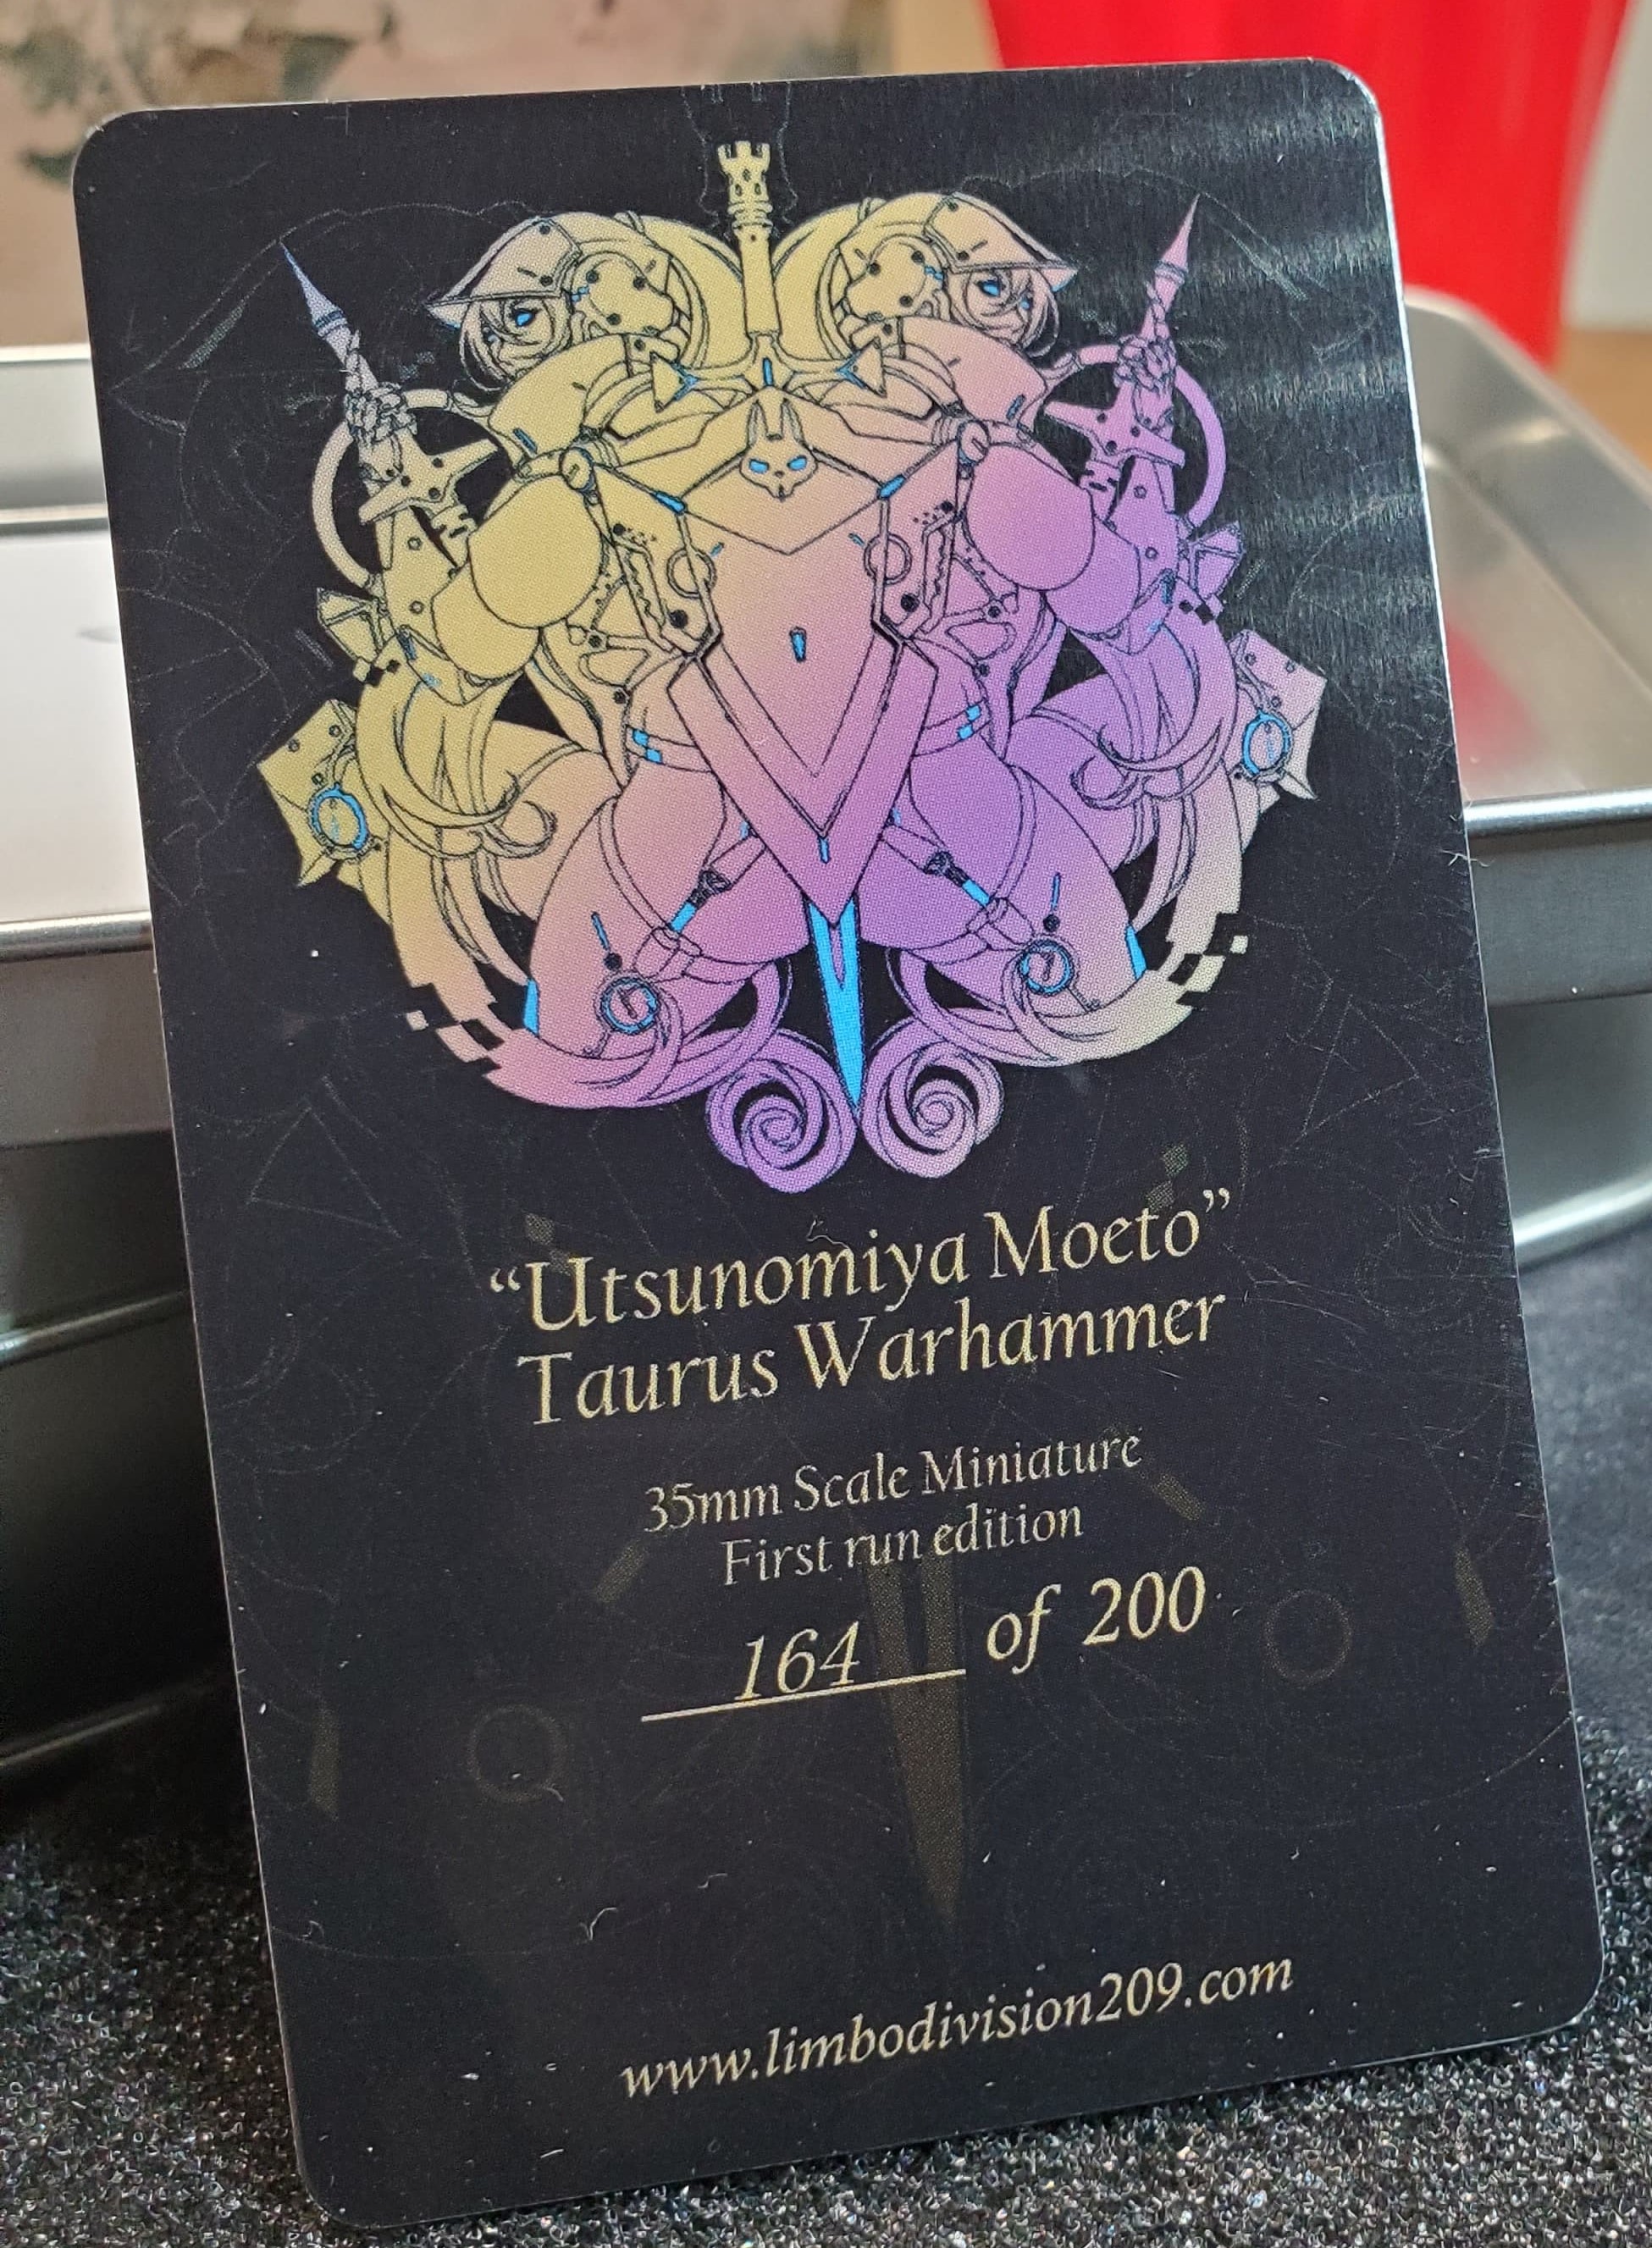 “Utsunomiya Moeto”
Taurus Warhammer
35mm Scale Miniature
First run edition
164 of 200
www.limbodivision209.com